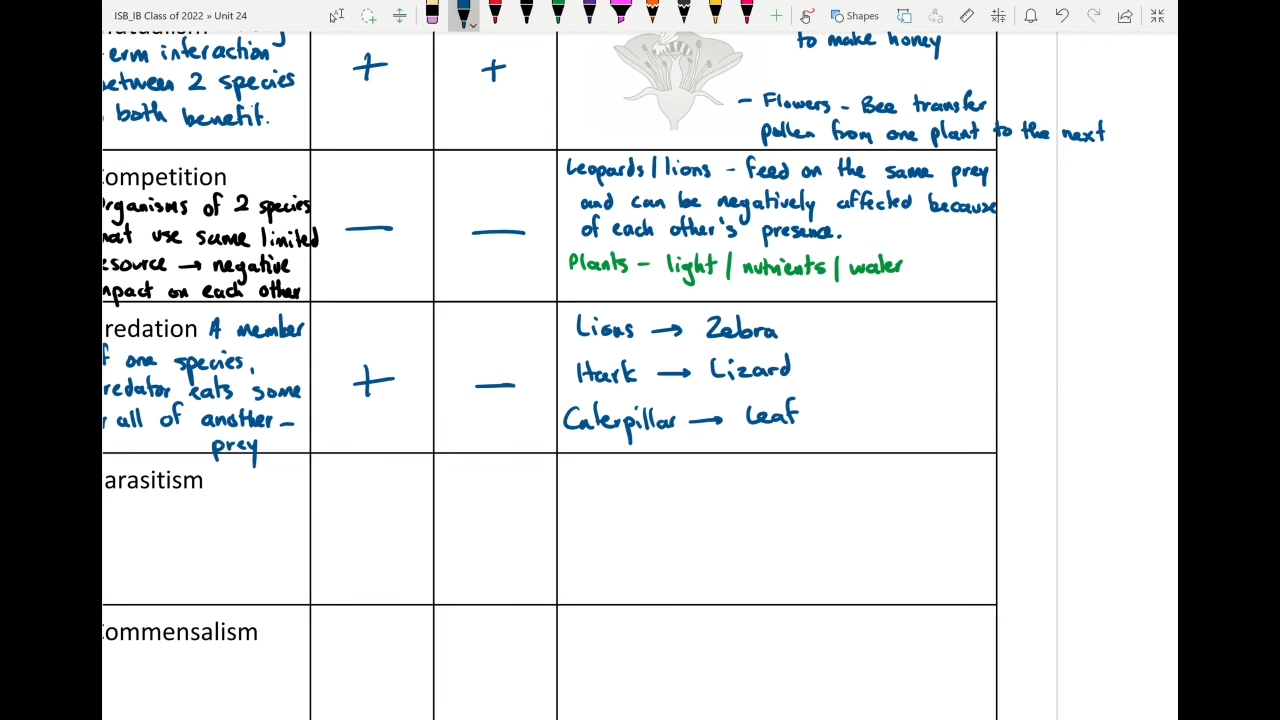 ISB_IB Class of 2022 » Unit 24
Shapes
erm interaction
etween 2 species
both benefit.
+
+
to make honey
- Flowers - Bee transfer
pollen from one plant to the next
ompetition
rganisms of 2 species
hat use same limited
esource → negative
mpact on each other
—
—
Leopards / lions - feed on the same prey
and can be negatively affected because
of each other's presence.
Plants - light / nutrients / water
redation A member
f one species,
redator eats some
r all of another -
prey
+
—
Lions → Zebra
Hark → Lizard
Caterpillar → Leaf
arasitism
ommensalism